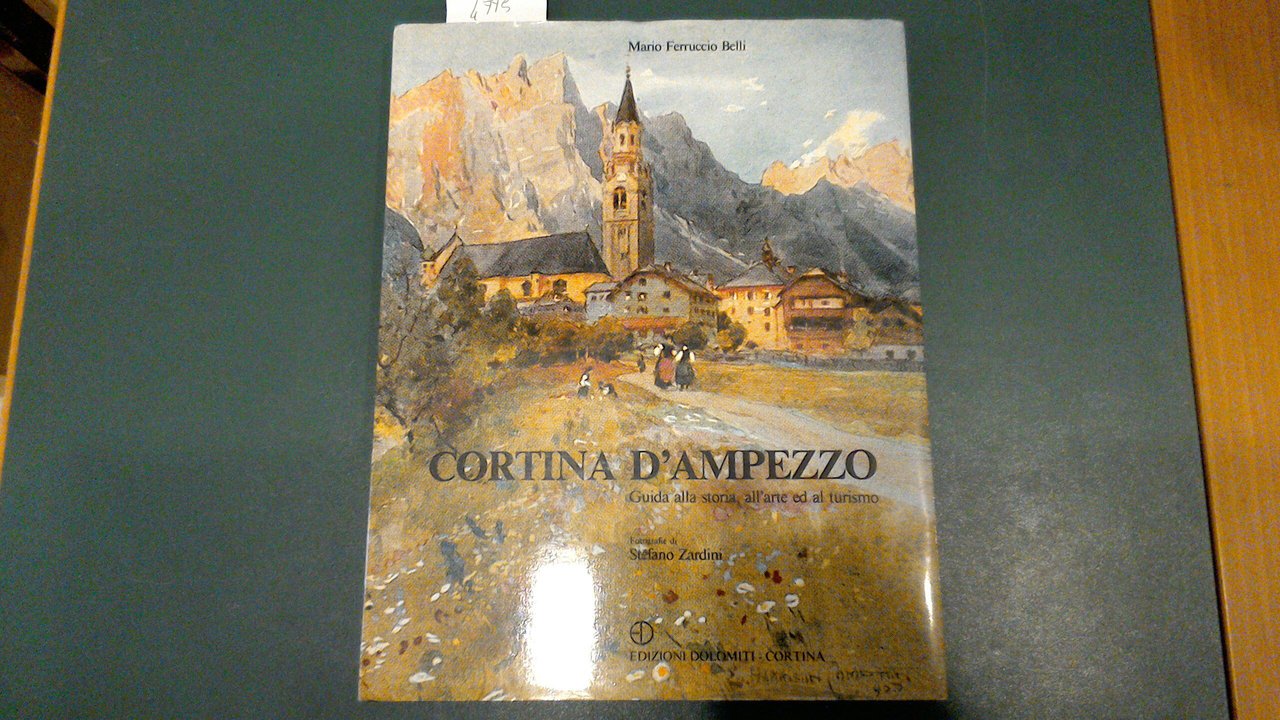 Mario Ferruccio Belli
CORTINA D'AMPEZZO
Guida alla storia, all'arte ed al turismo
Fotografie di
Stefano Zardini
EDIZIONI DOLOMITI - CORTINA